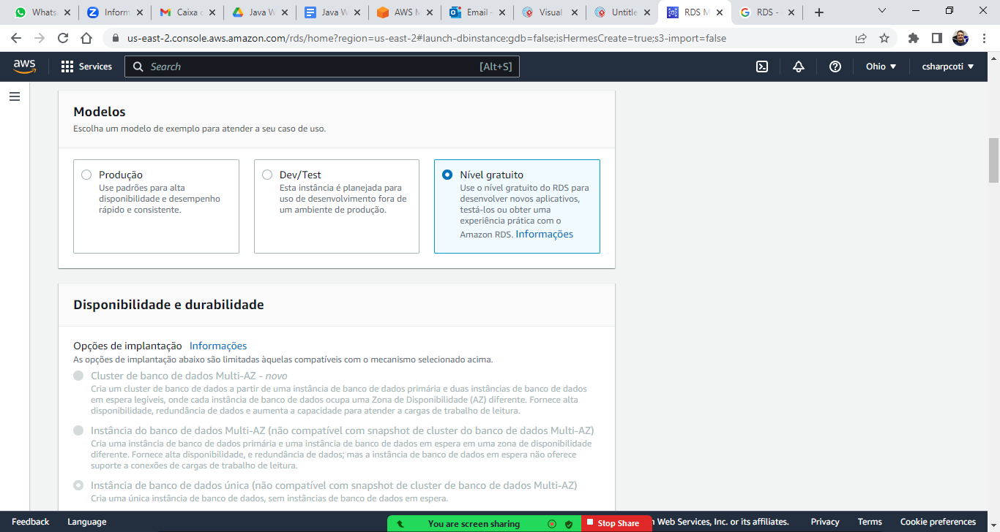 Whats
Inform
Caixa
Java W
Java W
AWS M
Email -
Visual
Untitle
RDS M
RDS -
us-east-2.console.aws.amazon.com/rds/home?region=us-east-2#launch-dbinstance:gdb=false;isHermesCreate=true;s3-import=false
aws
Services
Search
[Alt+S]
Ohio
csharpcoti
Modelos
Escolha um modelo de exemplo para atender a seu caso de uso.
Produção
Use padrões para alta
disponibilidade e desempenho
rápido e consistente.
Dev/Test
Esta instância é planejada para
uso de desenvolvimento fora de
um ambiente de produção.
Nível gratuito
Use o nível gratuito do RDS para
desenvolver novos aplicativos,
testá-los ou obter uma
experiência prática com o
Amazon RDS. Informações
Disponibilidade e durabilidade
Opções de implantação Informações
As opções de implantação abaixo são limitadas àquelas compatíveis com o mecanismo selecionado acima.
Cluster de banco de dados Multi-AZ - novo
Cria um cluster de banco de dados a partir de uma instância de banco de dados primária e duas instâncias de banco de dados
em espera legíveis, onde cada instância de banco de dados ocupa uma Zona de Disponibilidade (AZ) diferente. Fornece alta
disponibilidade, redundância de dados e aumenta a capacidade para atender a cargas de trabalho de leitura.
Instância do banco de dados Multi-AZ (não compatível com snapshot de cluster do banco de dados Multi-AZ)
Cria uma instância de banco de dados primária e uma instância de banco de dados em espera em uma zona de disponibilidade
diferente. Fornece alta disponibilidade, e redundância de dados; mas a instância de banco de dados em espera não oferece
suporte a conexões de cargas de trabalho de leitura.
Instância de banco de dados única (não compatível com snapshot de cluster de banco de dados Multi-AZ)
Cria uma única instância de banco de dados, sem instâncias de banco de dados em espera.
Feedback
Language
You are screen sharing
Stop Share
n Web Services, Inc. or its affiliates.
Privacy
Terms
Cookie preferences